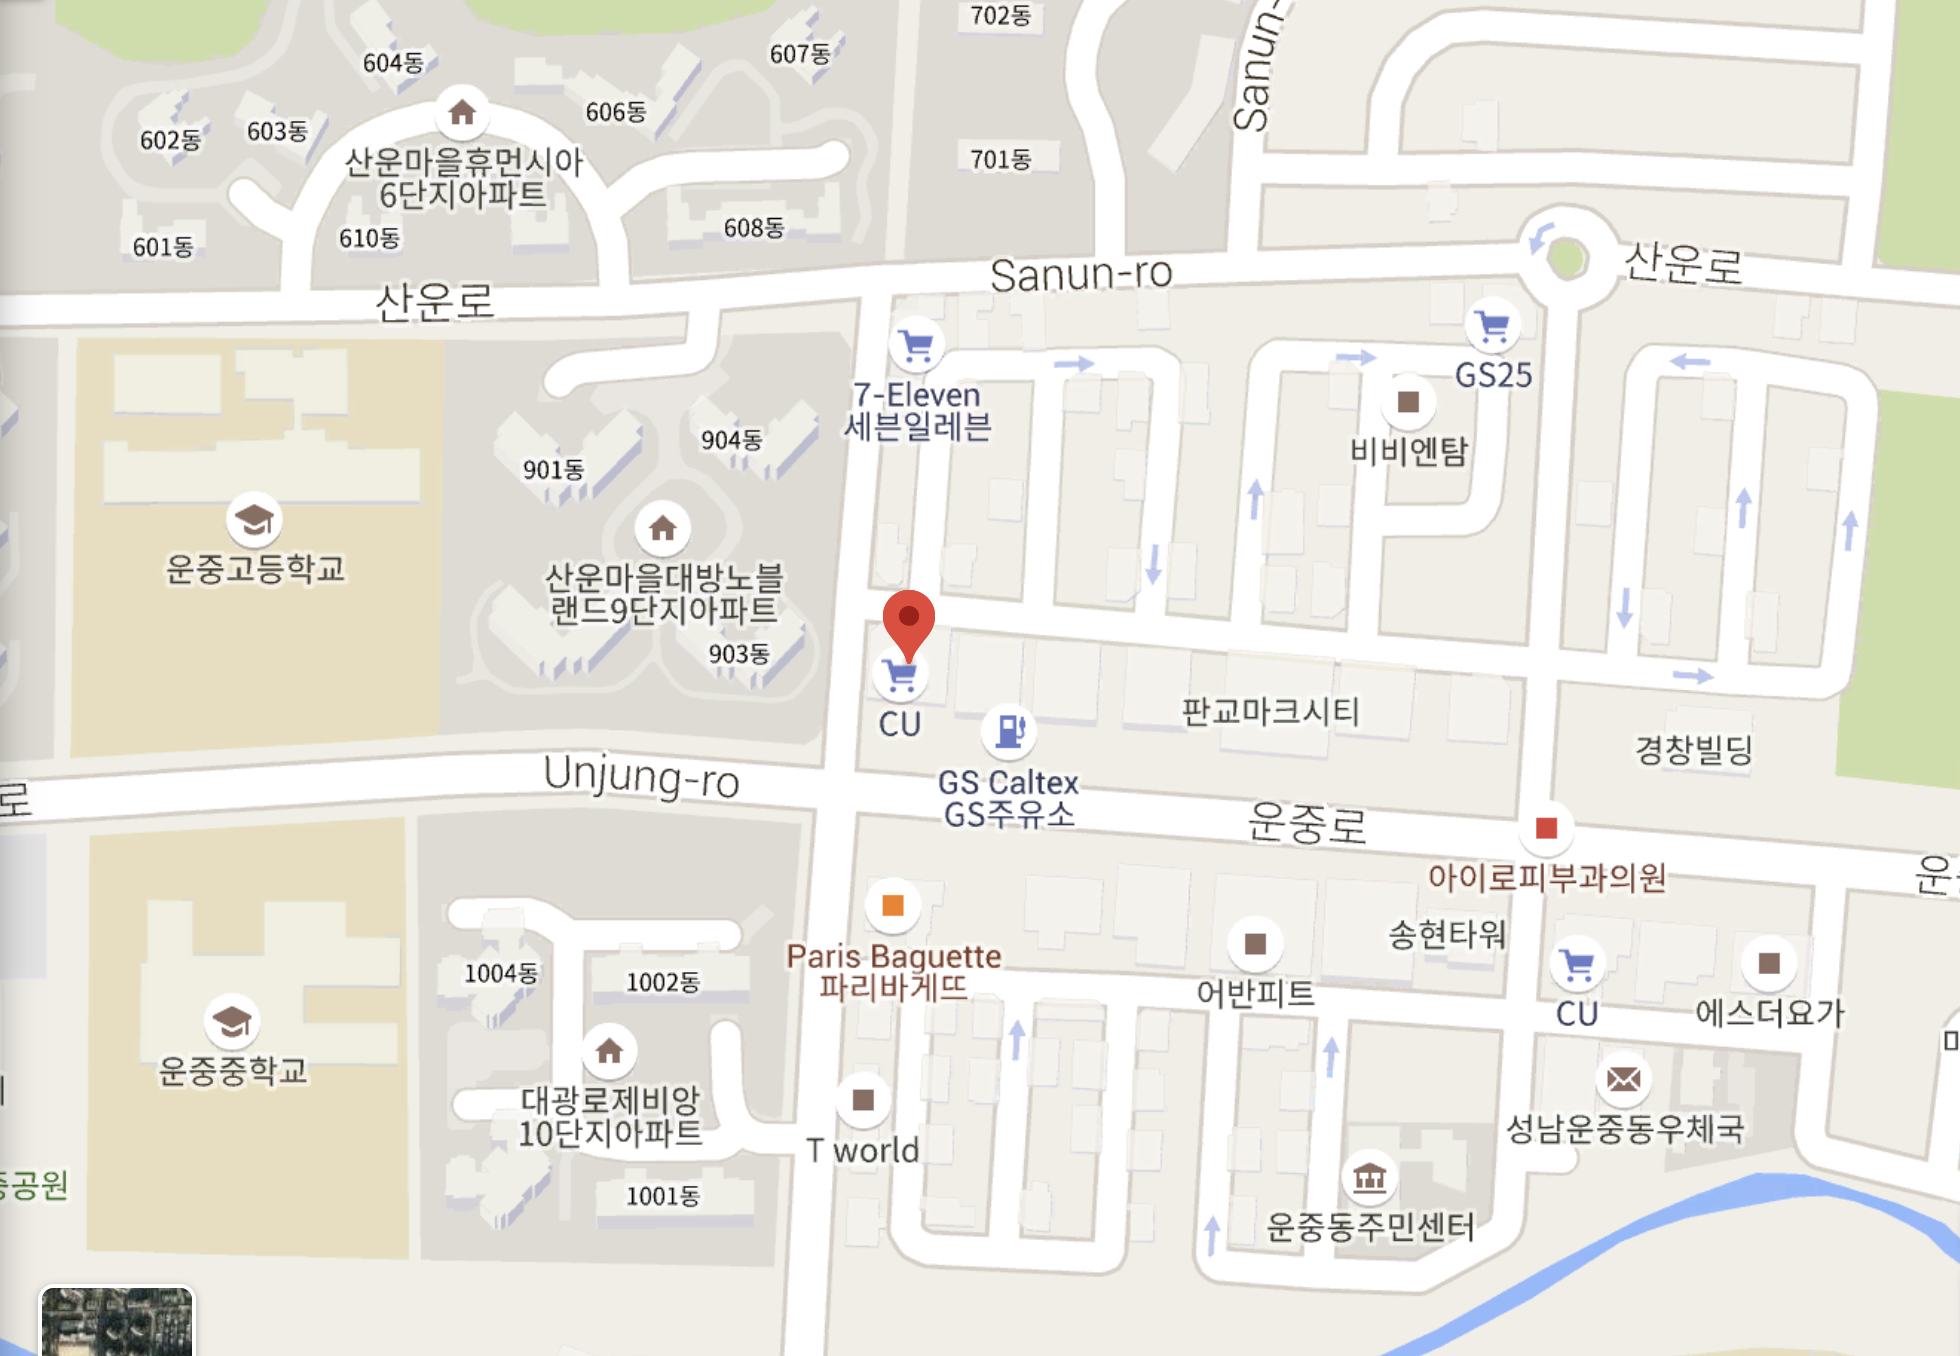 702동
Sanun-
604동
607동
606동
602동
603동
701동
산운마을휴먼시아
6단지아파트
601동
610동
608동
Sanun-ro
산운로
산운로
7-Eleven
세븐일레븐
GS25
비비엔탐
904동
901동
운중고등학교
산운마을대방노블
랜드9단지아파트
903동
CU
판교마크시티
경창빌딩
Unjung-ro
GS Caltex
GS주유소
로
운중로
아이로피부과의원
운
송현타워
Paris Baguette
파리바게뜨
1004동
1002동
어반피트
CU
에스더요가
운중중학교
대광로제비앙
10단지아파트
T world
성남운중동우체국
공원
1001동
운중동주민센터